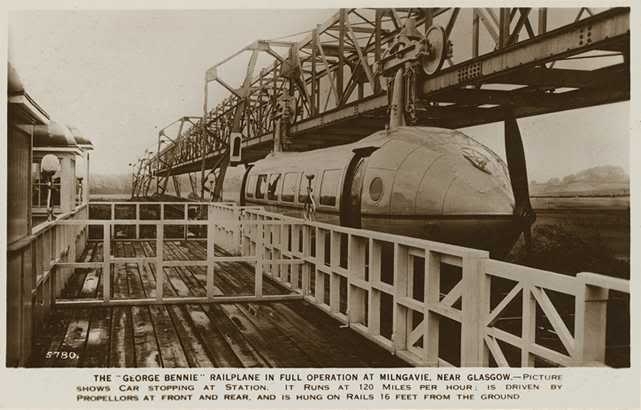 5780.
THE "GEORGE BENNIE" RAILPLANE IN FULL OPERATION AT MILNGAVIE, NEAR GLASGOW.—PICTURE
SHOWS CAR STOPPING AT STATION. IT RUNS AT 120 MILES PER HOUR; IS DRIVEN BY
PROPELLORS AT FRONT AND REAR, AND IS HUNG ON RAILS 16 FEET FROM THE GROUND